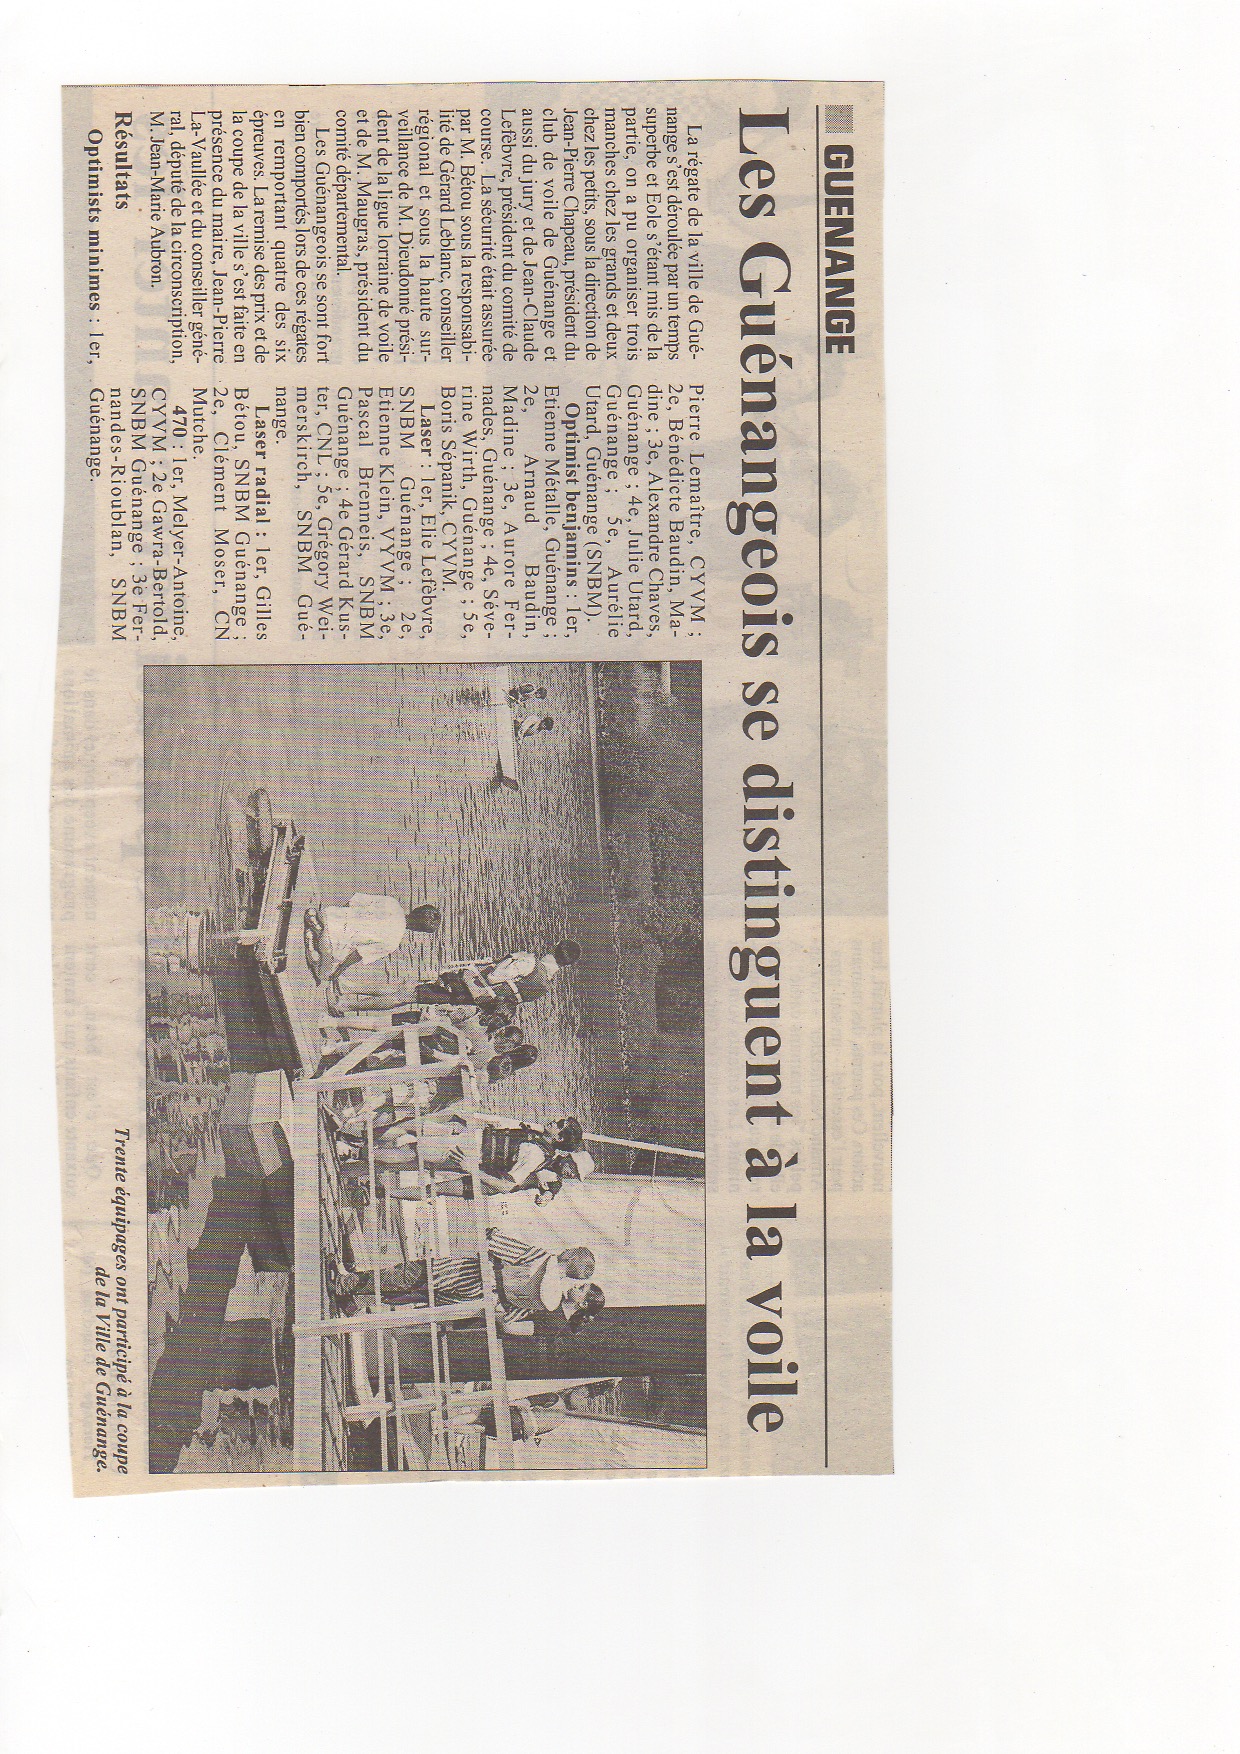 GUENANGE
Les Guénangeois se distinguent à la voile
La régate de la ville de Gué-
nange s'est déroulée par un temps
superbe et Eole s'étant mis de la
partie, on a pu organiser trois
manches chez les grands et deux
chez les petits, sous la direction de
Jean-Pierre Chapeau, président du
club de voile de Guénange et
aussi du jury et de Jean-Claude
Lefèbvre, président du comité de
course. La sécurité était assurée
par M. Bétou sous la responsabi-
lité de Gérard Leblanc, conseiller
régional et sous la haute sur-
veillance de M. Dieudonné prési-
dent de la ligue lorraine de voile
et de M. Maugras, président du
comité départemental.
Les Guénangeois se sont fort
bien comportés lors de ces régates
en remportant quatre des six
épreuves. La remise des prix et de
la coupe de la ville s'est faite en
présence du maire, Jean-Pierre
La-Vaullée et du conseiller géné-
ral, député de la circonscription,
M. Jean-Marie Aubron.
Résultats
Optimists minimes : 1er,
Pierre Lemaître, CYVM ;
2e, Bénédicte Baudin, Ma-
dine ; 3e, Alexandre Chaves,
Guénange ; 4e, Julie Utard,
Guénange ; 5e, Aurélie
Utard, Guénange (SNBM).
Optimist benjamins : 1er,
Etienne Métalle, Guénange ;
2e, Arnaud Baudin,
Madine ; 3e, Aurore Fer-
nades, Guénange ; 4e, Séve-
rine Wirth, Guénange ; 5e,
Boris Sépanik, CYVM.
Laser : 1er, Elie Lefèbvre,
SNBM Guénange ; 2e,
Etienne Klein, VYVM ; 3e,
Pascal Brenneis, SNBM
Guénange ; 4e Gérard Kus-
ter, CNL ; 5e, Grégory Wei-
merskirch, SNBM Gué-
nange.
Laser radial : 1er, Gilles
Bétou, SNBM Guénange ;
2e, Clément Moser, CN
Mutche.
470 : 1er, Melyer-Antoine,
CYVM ; 2e Gawra-Bertold,
SNBM Guénange ; 3e Fer-
nandes-Rioublan, SNBM
Guénange.
Trente équipages ont participé à la coupe
de la Ville de Guénange.